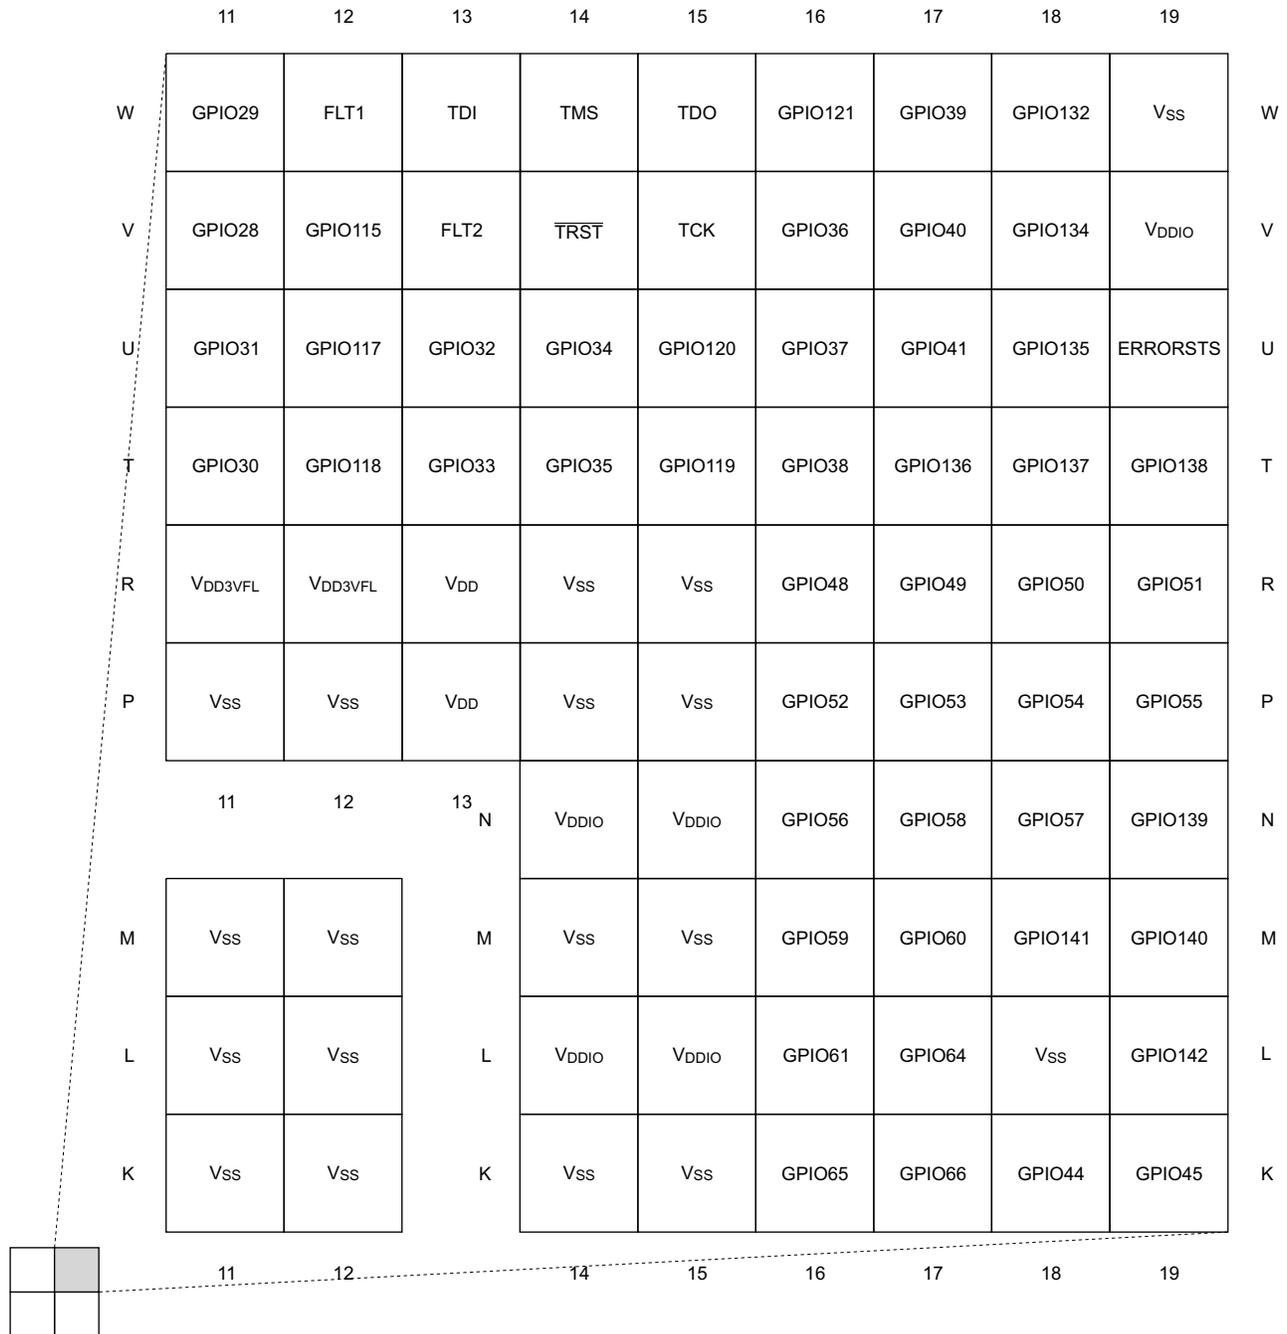 11 12 13 14 15 16 17 18 19
W GPIO29 FLT1 TDI TMS TDO GPIO121 GPIO39 GPIO132 VSS W
V GPIO28 GPIO115 FLT2 TRST TCK GPIO36 GPIO40 GPIO134 VDDIO V
U GPIO31 GPIO117 GPIO32 GPIO34 GPIO120 GPIO37 GPIO41 GPIO135 ERRORSTS U
T GPIO30 GPIO118 GPIO33 GPIO35 GPIO119 GPIO38 GPIO136 GPIO137 GPIO138 T
R VDD3VFL VDD3VFL VDD VSS VSS GPIO48 GPIO49 GPIO50 GPIO51 R
P VSS VSS VDD VSS VSS GPIO52 GPIO53 GPIO54 GPIO55 P
11 12 13
N VDDIO VDDIO GPIO56 GPIO58 GPIO57 GPIO139 N
M VSS VSS M VSS VSS GPIO59 GPIO60 GPIO141 GPIO140 M
L VSS VSS L VDDIO VDDIO GPIO61 GPIO64 VSS GPIO142 L
K VSS VSS K VSS VSS GPIO65 GPIO66 GPIO44 GPIO45 K
11 12 14 15 16 17 18 19